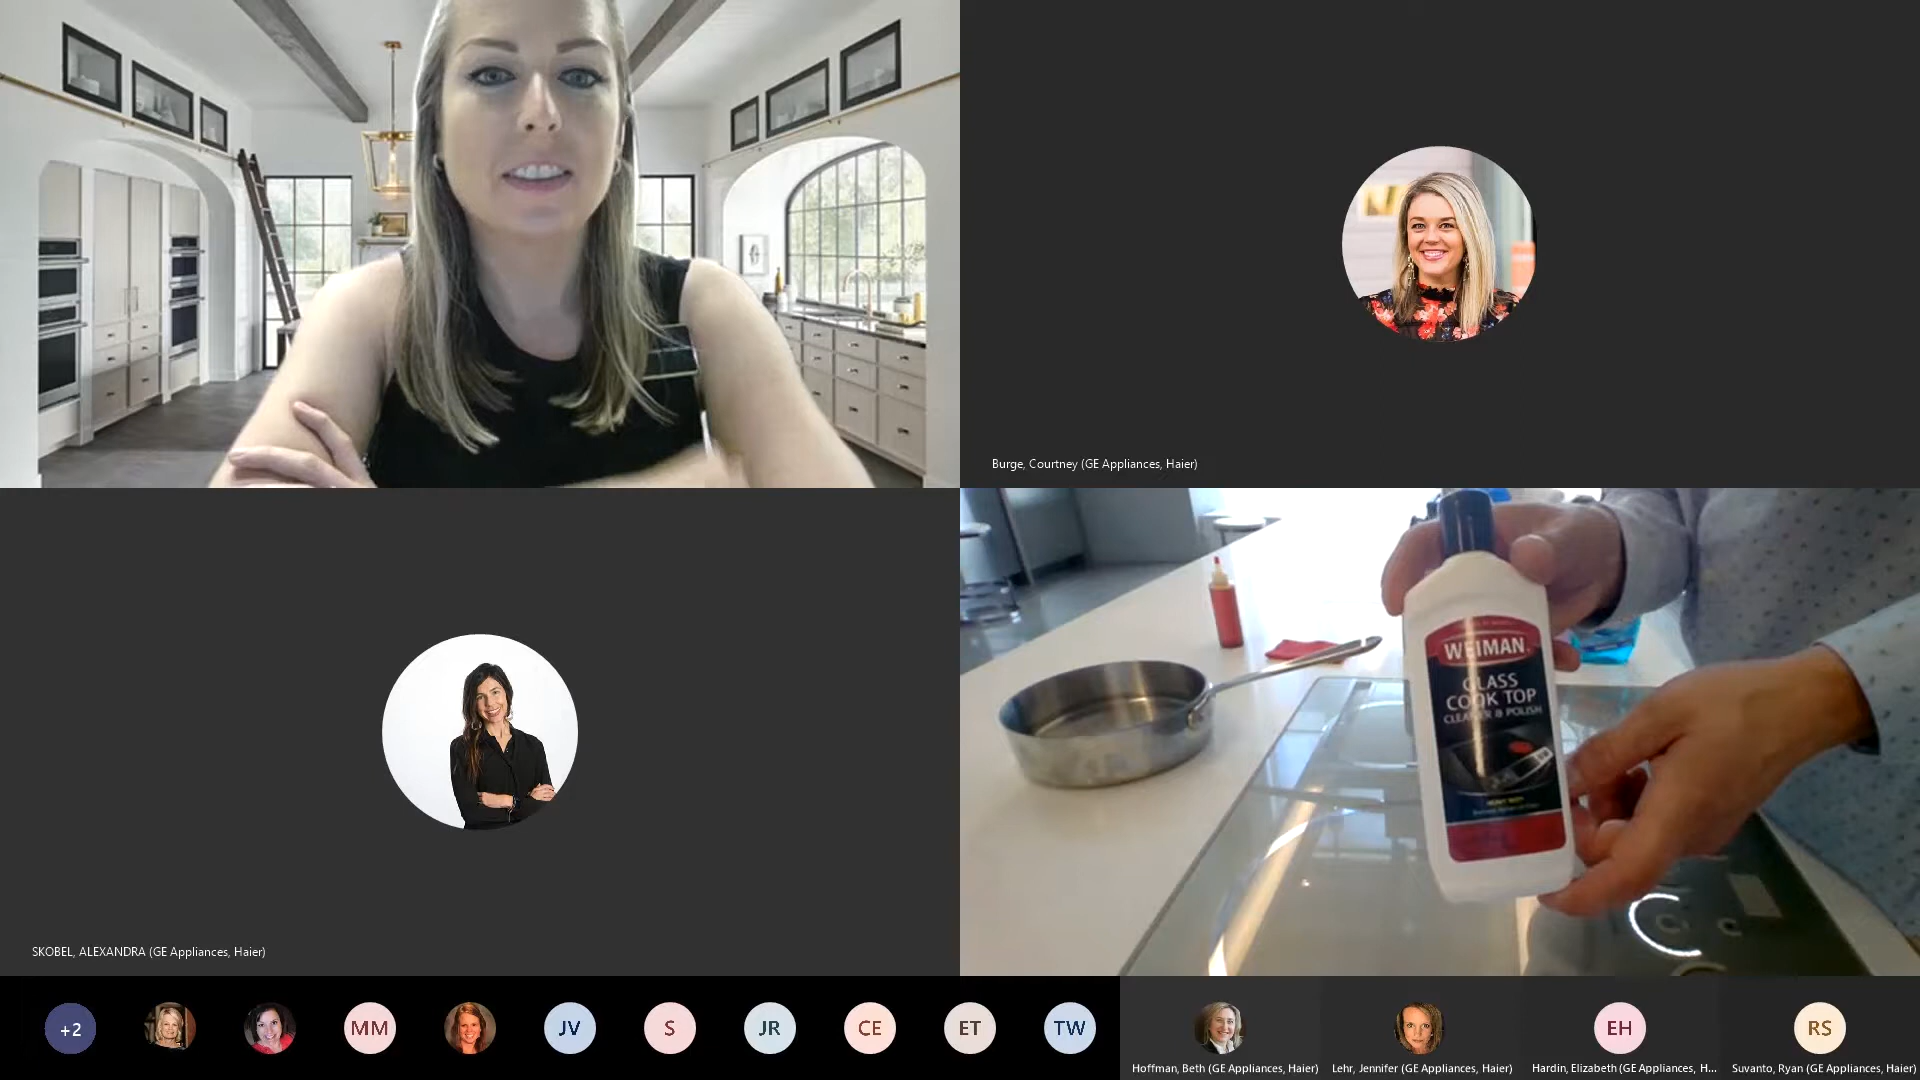 Burge, Courtney (GE Appliances, Haier)
WEIMAN
GLASS
COOK TOP
CLEANER & POLISH
HEAVY DUTY
SKOBEL, ALEXANDRA (GE Appliances, Haier)
+2
MM
JV
S
JR
CE
ET
TW
EH
RS
Hoffman, Beth (GE Appliances, Haier)
Lehr, Jennifer (GE Appliances, Haier)
Hardin, Elizabeth (GE Appliances, H...
Suvanto, Ryan (GE Appliances, Haier)